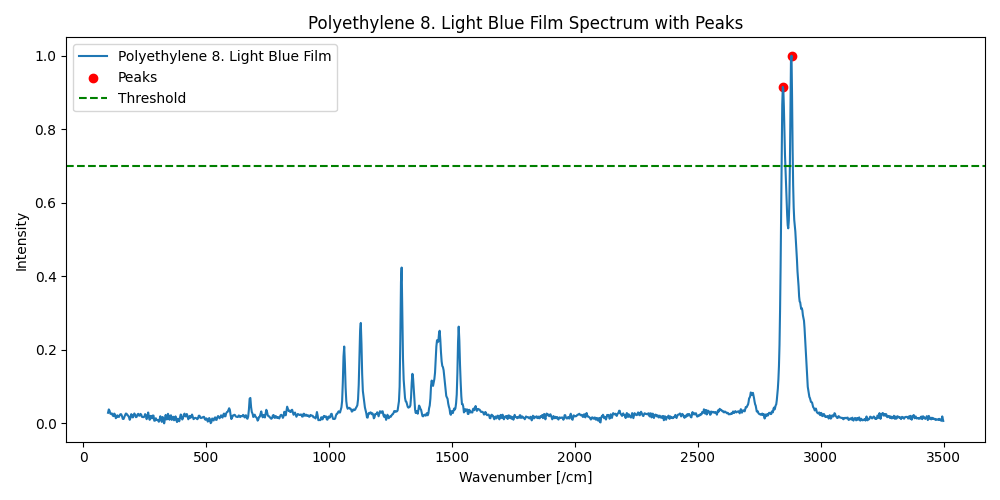 Polyethylene 8. Light Blue Film Spectrum with Peaks
Polyethylene 8. Light Blue Film
Peaks
Threshold
Intensity
1.0
0.8
0.6
0.4
0.2
0.0
0 500 1000 1500 2000 2500 3000 3500
Wavenumber [/cm]